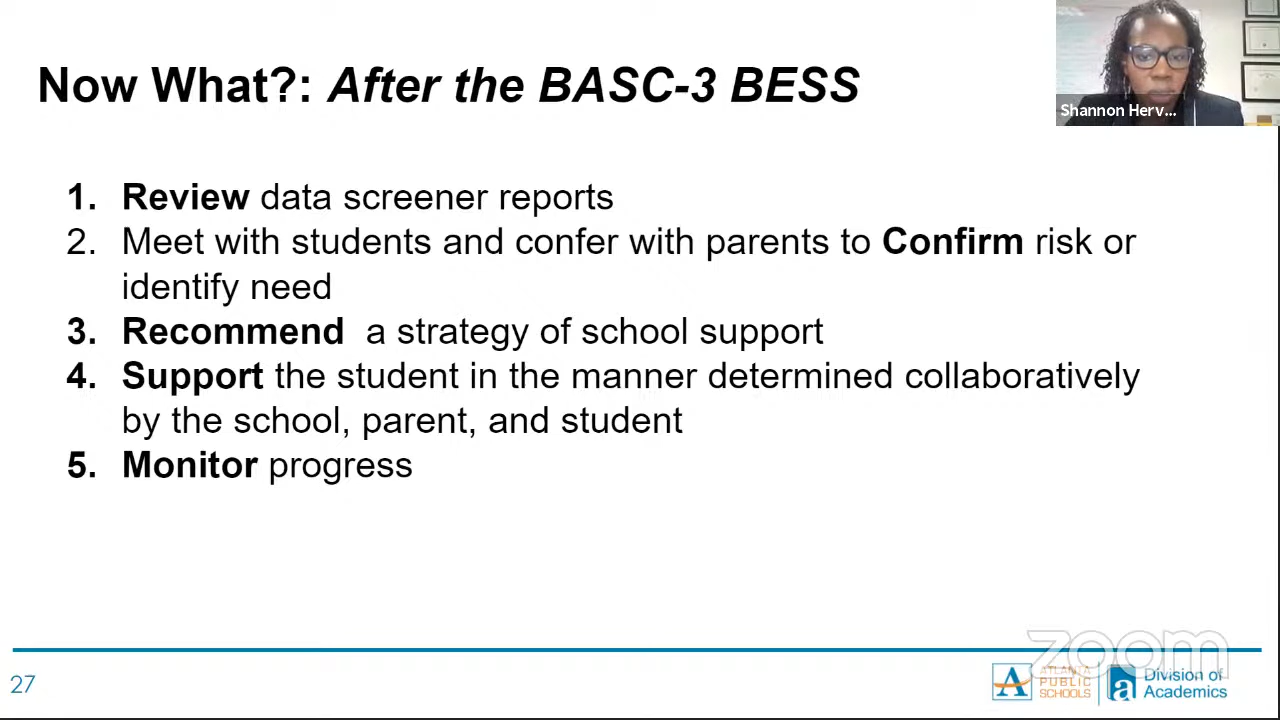 Now What?: After the BASC-3 BESS
Shannon Herv...
1. Review data screener reports
2. Meet with students and confer with parents to Confirm risk or
identify need
3. Recommend a strategy of school support
4. Support the student in the manner determined collaboratively
by the school, parent, and student
5. Monitor progress
zoom
27
A
ATLANTA
PUBLIC
SCHOOLS
a
Division of
Academics